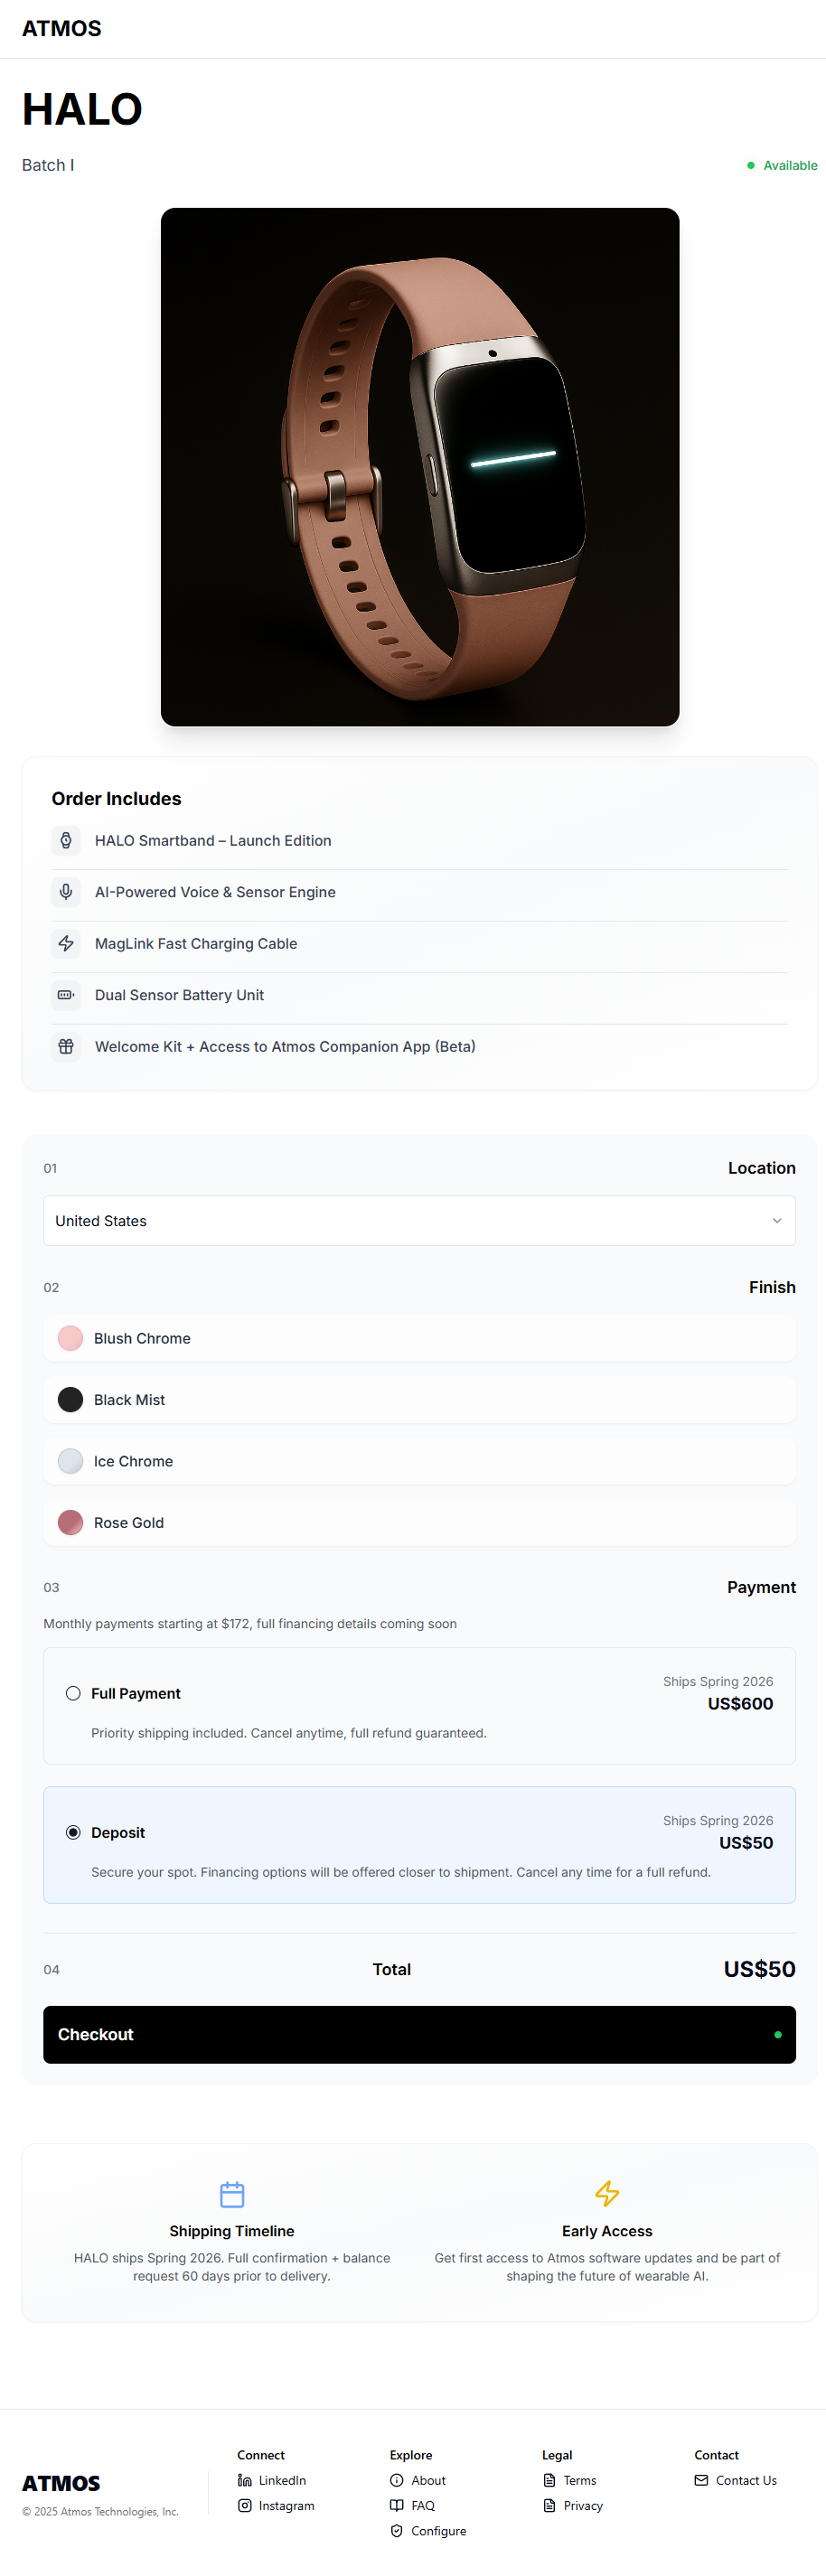 ATMOS
HALO
Batch I
Available
Order Includes
HALO Smartband – Launch Edition
AI-Powered Voice & Sensor Engine
MagLink Fast Charging Cable
Dual Sensor Battery Unit
Welcome Kit + Access to Atmos Companion App (Beta)
01
Location
United States
02
Finish
Blush Chrome
Black Mist
Ice Chrome
Rose Gold
03
Payment
Monthly payments starting at $172, full financing details coming soon
Full Payment
Ships Spring 2026
US$600
Priority shipping included. Cancel anytime, full refund guaranteed.
Deposit
Ships Spring 2026
US$50
Secure your spot. Financing options will be offered closer to shipment. Cancel any time for a full refund.
04
Total
US$50
Checkout
Shipping Timeline
HALO ships Spring 2026. Full confirmation + balance
request 60 days prior to delivery.
Early Access
Get first access to Atmos software updates and be part of
shaping the future of wearable AI.
ATMOS
© 2025 Atmos Technologies, Inc.
Connect
LinkedIn
Instagram
Explore
About
FAQ
Configure
Legal
Terms
Privacy
Contact
Contact Us